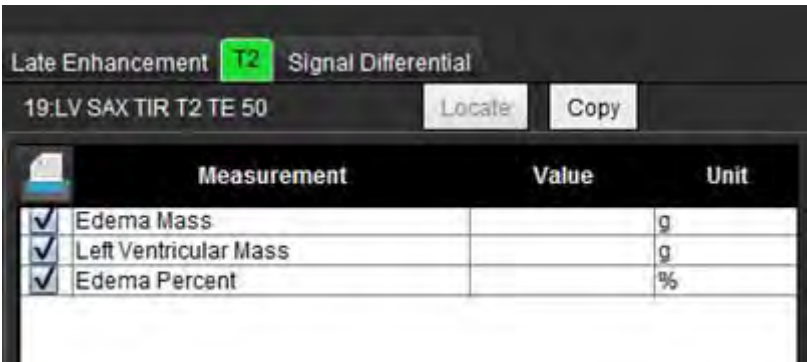 Late Enhancement T2 Signal Differential
19:LV SAX TIR T2 TE 50 Locate Copy
Measurement Value Unit
Edema Mass g
Left Ventricular Mass g
Edema Percent %